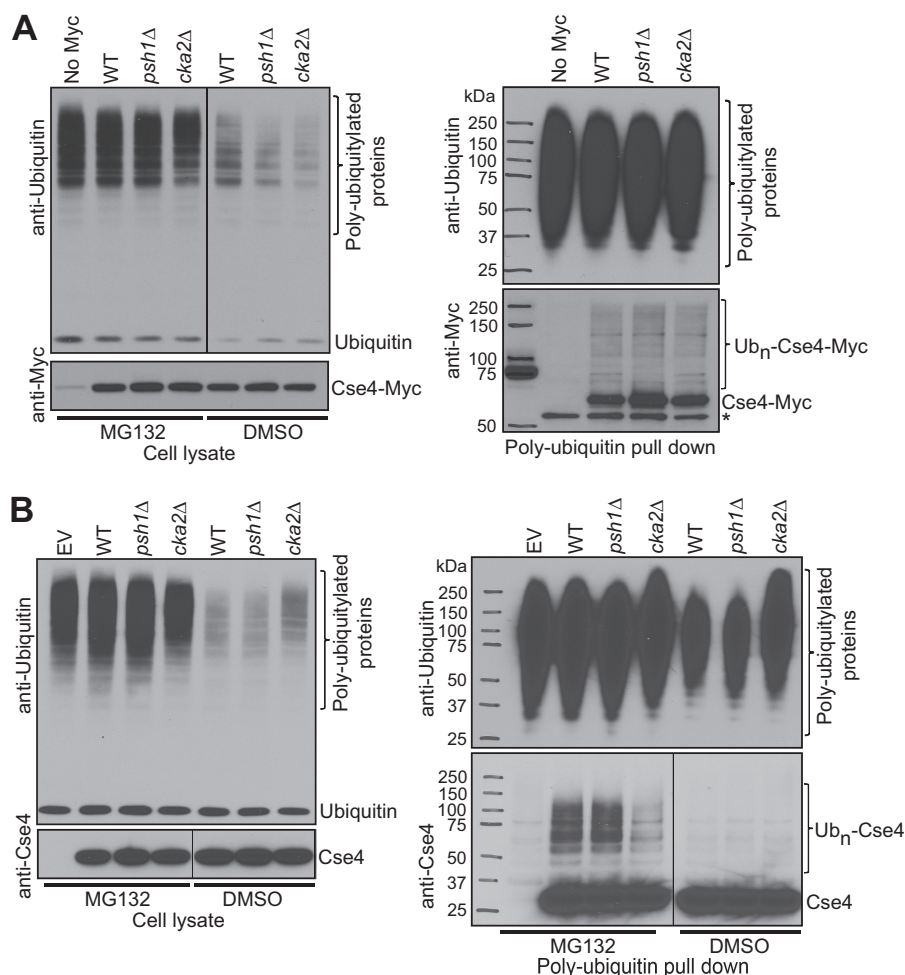 A
No Myc
WT
psh1Δ
cka2Δ
WT
psh1Δ
cka2Δ
anti-Ubiquitin
Poly-ubiquitylated
proteins
Ubiquitin
anti-Myc
Cse4-Myc
MG132
DMSO
Cell lysate
No Myc
WT
psh1Δ
cka2Δ
kDa
250
150
100
75
50
37
25
anti-Ubiquitin
Poly-ubiquitylated
proteins
250
150
100
75
50
anti-Myc
Ubn-Cse4-Myc
Cse4-Myc
*
Poly-ubiquitin pull down
B
EV
WT
psh1Δ
cka2Δ
WT
psh1Δ
cka2Δ
anti-Ubiquitin
Poly-ubiquitylated
proteins
Ubiquitin
anti-Cse4
Cse4
MG132
DMSO
Cell lysate
EV
WT
psh1Δ
cka2Δ
WT
psh1Δ
cka2Δ
kDa
250
150
100
75
50
37
25
anti-Ubiquitin
Poly-ubiquitylated
proteins
250
150
100
75
50
37
25
anti-Cse4
Ubn-Cse4
Cse4
MG132
DMSO
Poly-ubiquitin pull down